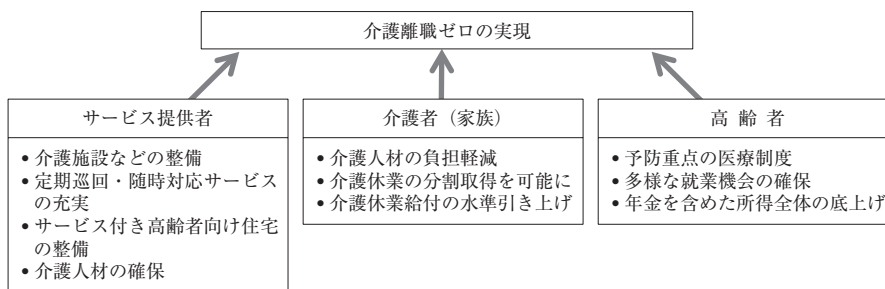 介護離職ゼロの実現
サービス提供者
• 介護施設などの整備
• 定期巡回・随時対応サービス
の充実
• サービス付き高齢者向け住宅
の整備
• 介護人材の確保
介護者（家族）
• 介護人材の負担軽減
• 介護休業の分割取得を可能に
• 介護休業給付の水準引き上げ
高 齢 者
• 予防重点の医療制度
• 多様な就業機会の確保
• 年金を含めた所得全体の底上げ